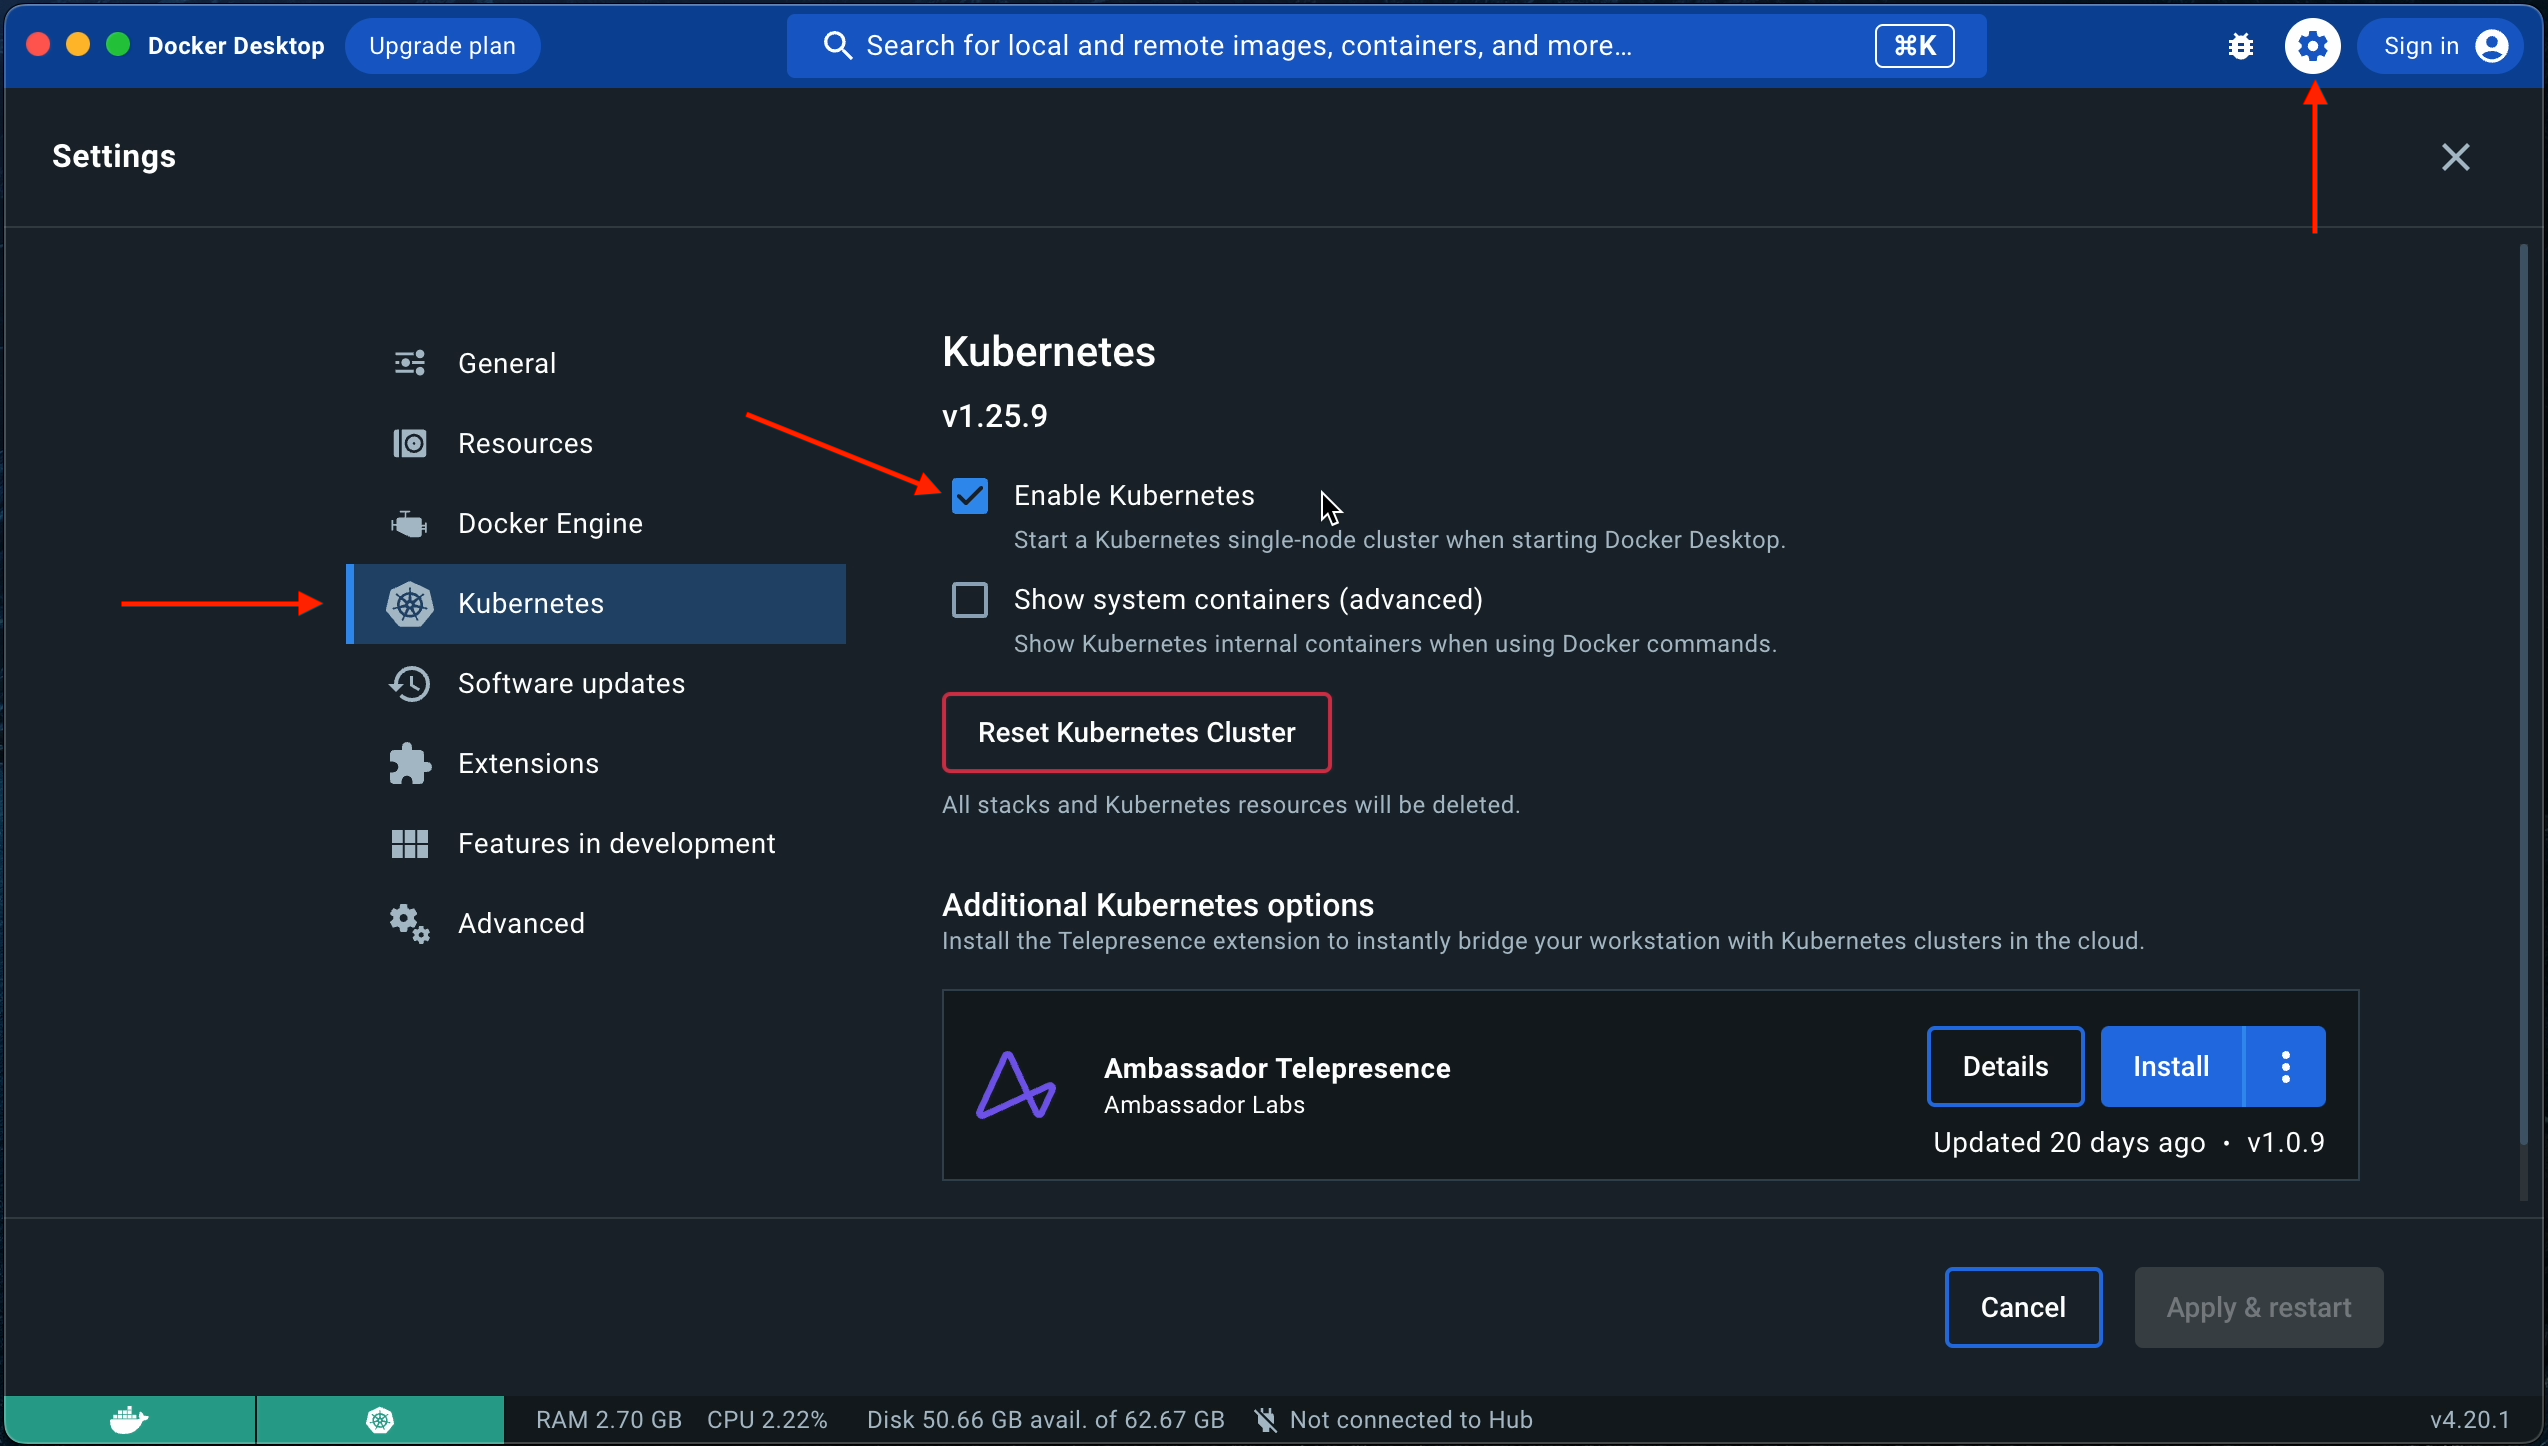 Docker Desktop
Upgrade plan
Search for local and remote images, containers, and more...
⌘K
Sign in
Settings
General
Resources
Docker Engine
Kubernetes
Software updates
Extensions
Features in development
Advanced
Kubernetes
v1.25.9
Enable Kubernetes
Start a Kubernetes single-node cluster when starting Docker Desktop.
Show system containers (advanced)
Show Kubernetes internal containers when using Docker commands.
Reset Kubernetes Cluster
All stacks and Kubernetes resources will be deleted.
Additional Kubernetes options
Install the Telepresence extension to instantly bridge your workstation with Kubernetes clusters in the cloud.
Ambassador Telepresence
Ambassador Labs
Details
Install
Updated 20 days ago • v1.0.9
Cancel
Apply & restart
RAM 2.70 GB CPU 2.22% Disk 50.66 GB avail. of 62.67 GB Not connected to Hub
v4.20.1